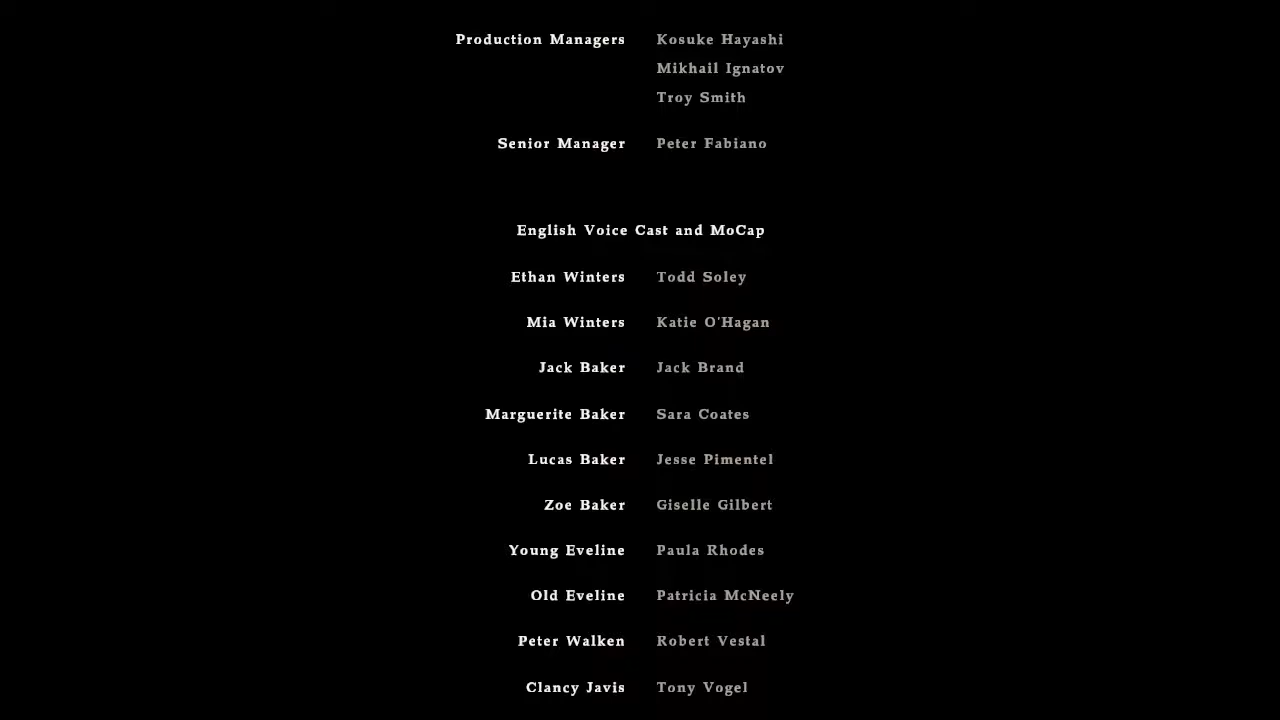 Production Managers Kosuke Hayashi
Mikhail Ignatov
Troy Smith
Senior Manager Peter Fabiano
English Voice Cast and MoCap
Ethan Winters Todd Soley
Mia Winters Katie O'Hagan
Jack Baker Jack Brand
Marguerite Baker Sara Coates
Lucas Baker Jesse Pimentel
Zoe Baker Giselle Gilbert
Young Eveline Paula Rhodes
Old Eveline Patricia McNeely
Peter Walken Robert Vestal
Clancy Javis Tony Vogel